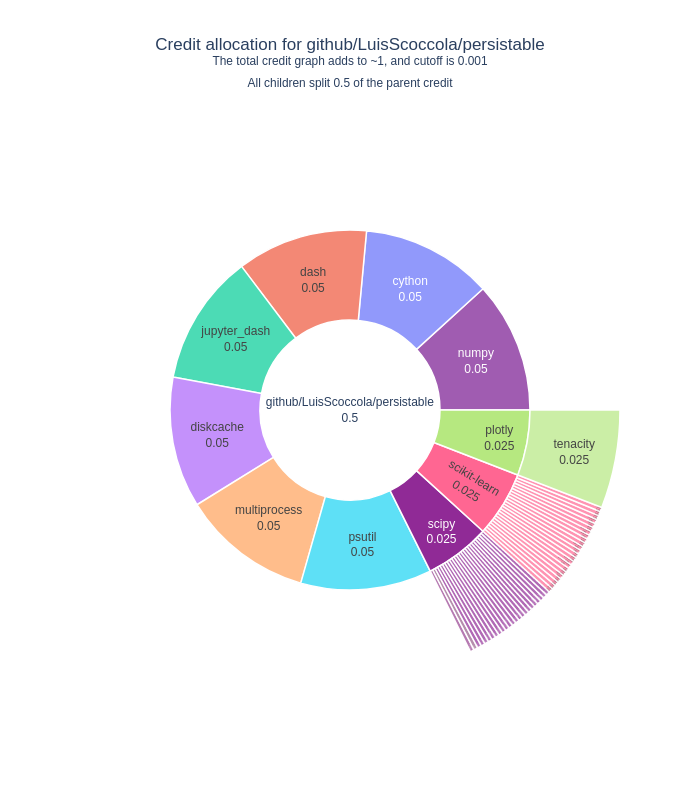 Credit allocation for github/LuisScoccola/persistable
The total credit graph adds to ~1, and cutoff is 0.001
All children split 0.5 of the parent credit
dash
0.05
cython
0.05
jupyter_dash
0.05
numpy
0.05
github/LuisScoccola/persistable
0.5
diskcache
0.05
plotly
0.025
tenacity
0.025
scikit-learn
0.025
multiprocess
0.05
scipy
0.025
psutil
0.05